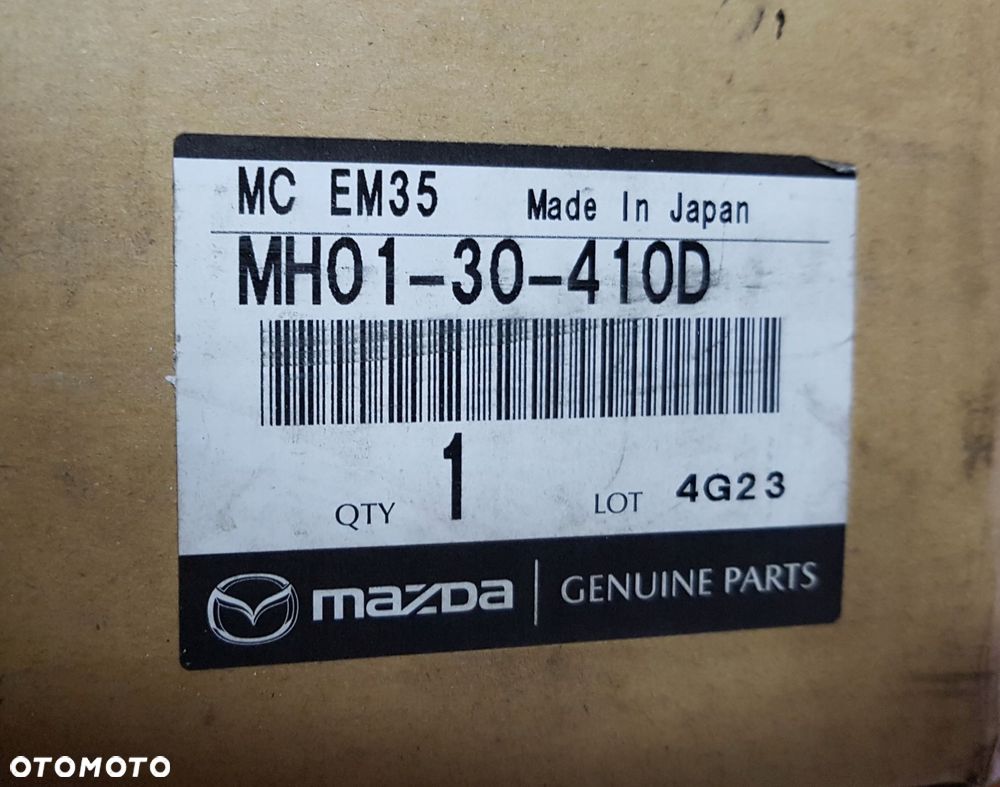 MC EM35 Made In Japan
MH01-30-410D
QTY 1 LOT 4G23
mazda GENUINE PARTS
OTOMOTO